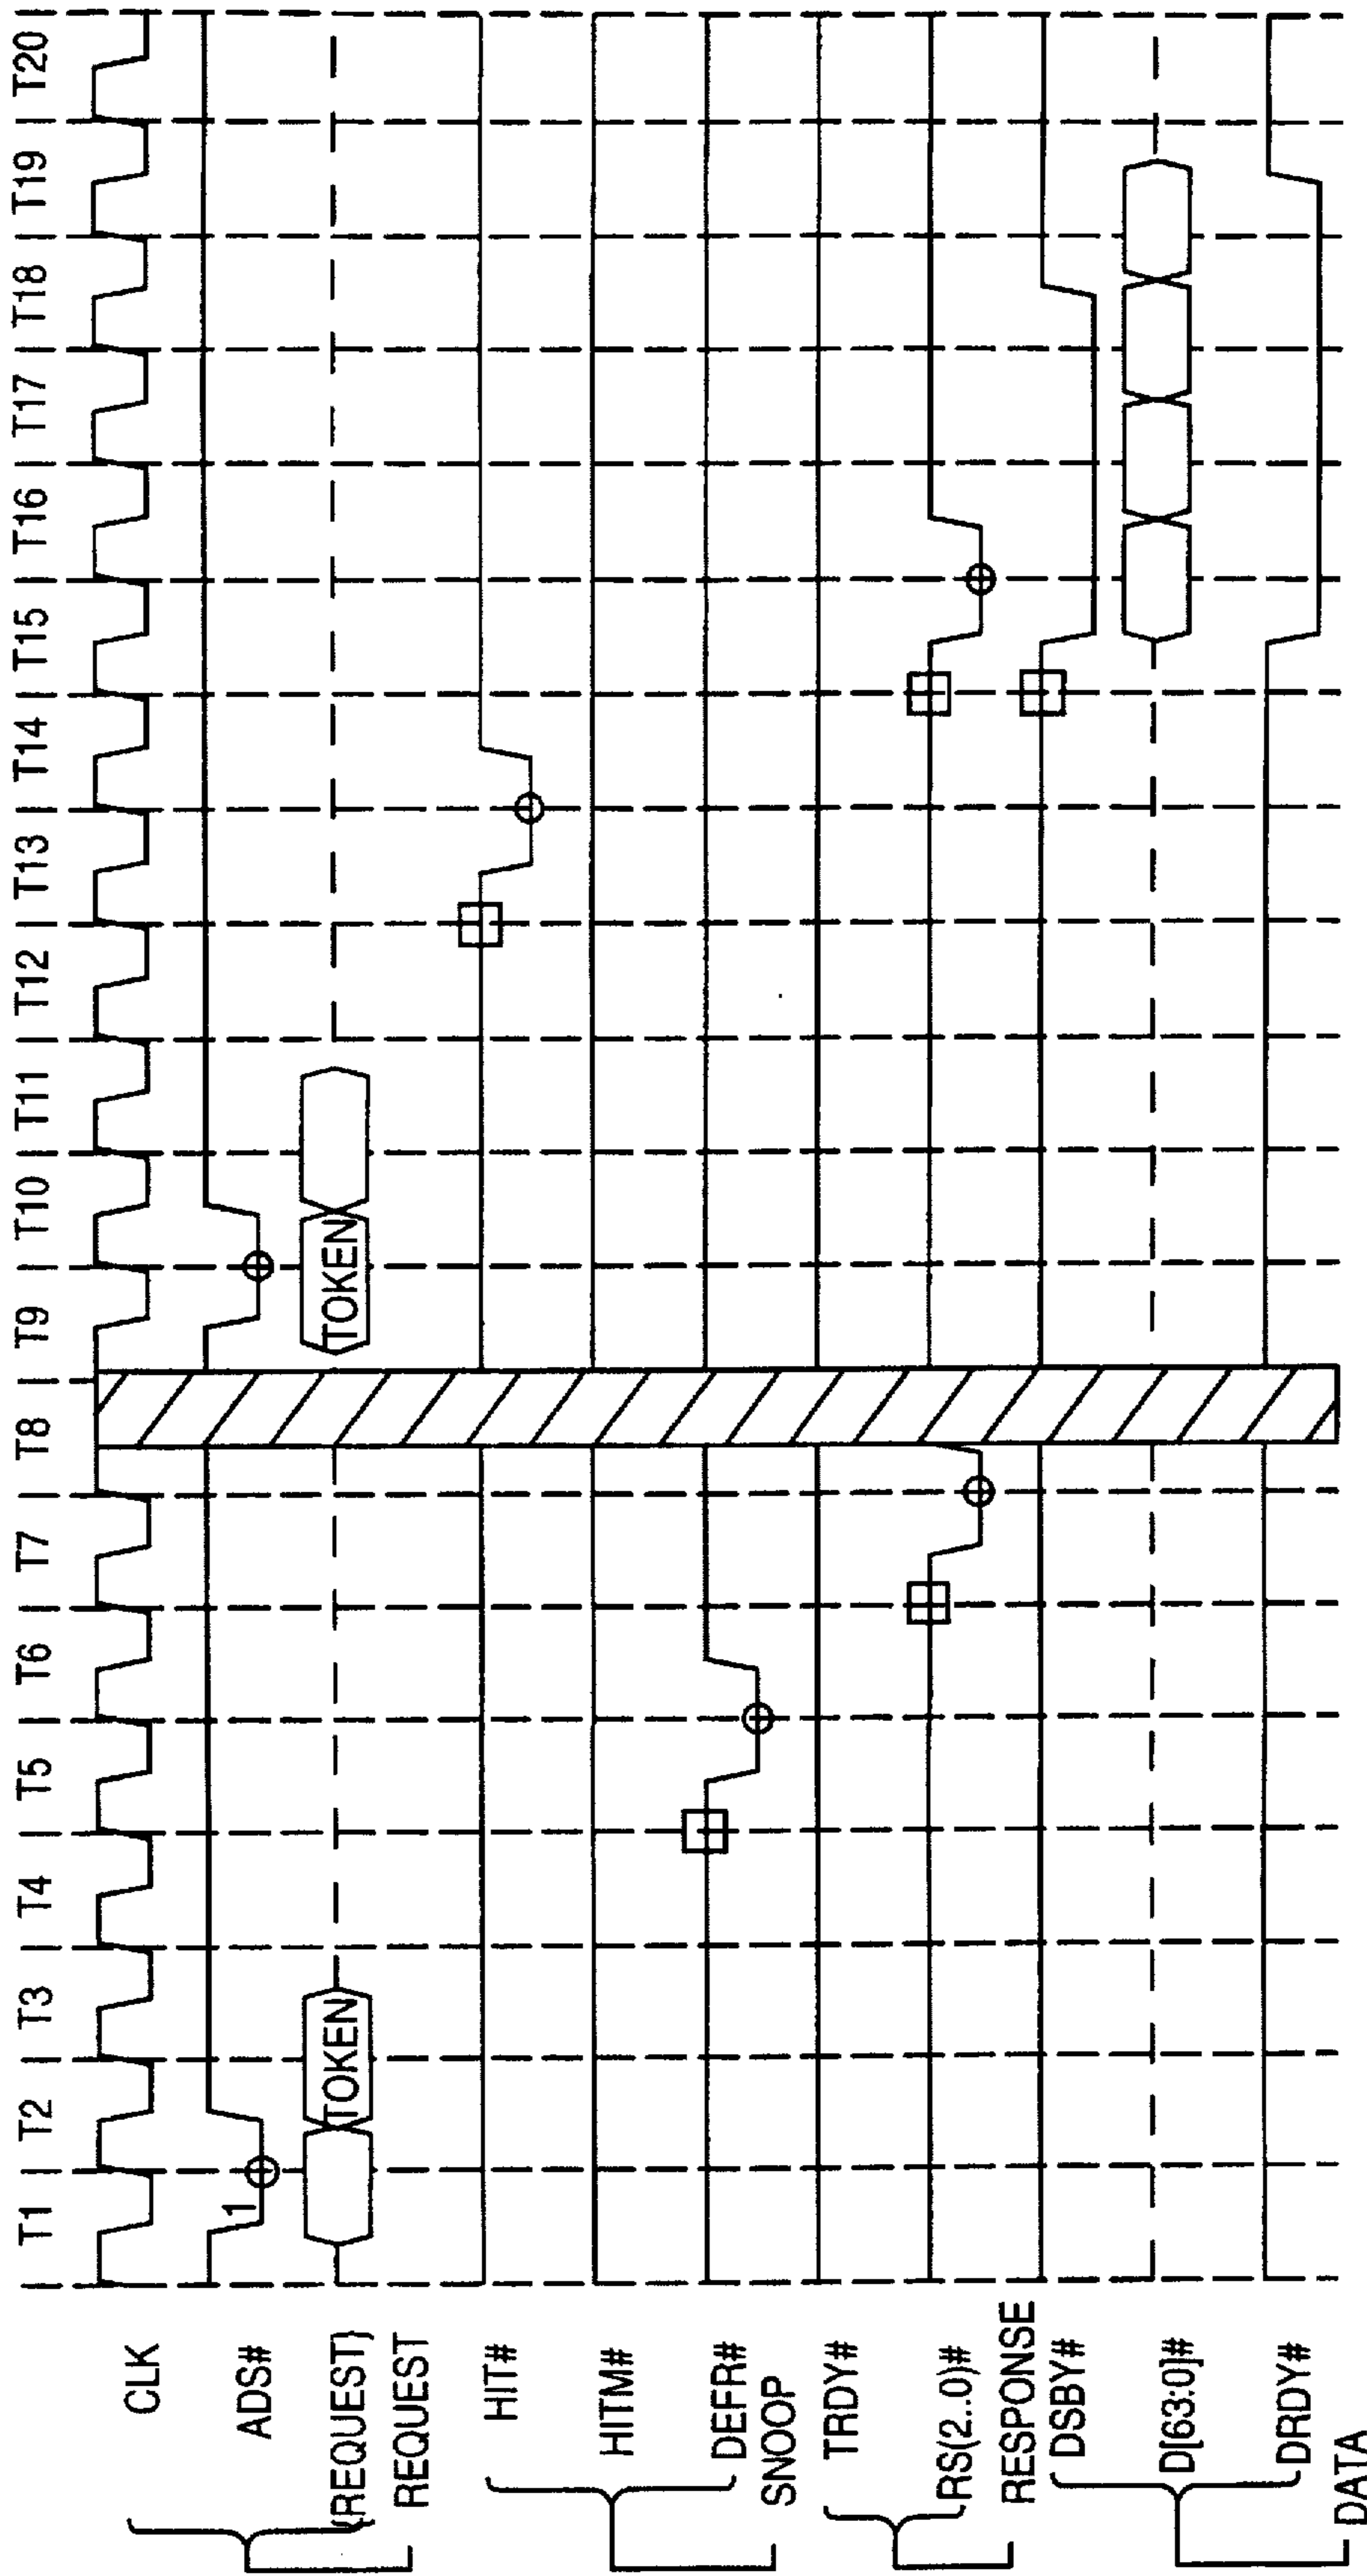 T1 T2 T3 T4 T5 T6 T7 T8 T9 T10 T11 T12 T13 T14 T15 T16 T17 T18 T19 T20
CLK
ADS#
1
{REQUEST}
TOKEN
TOKEN
REQUEST
HIT#
HITM#
DEFR#
SNOOP
TRDY#
RS(2..0)#
RESPONSE
DSBY#
D[63:0]#
DRDY#
DATA